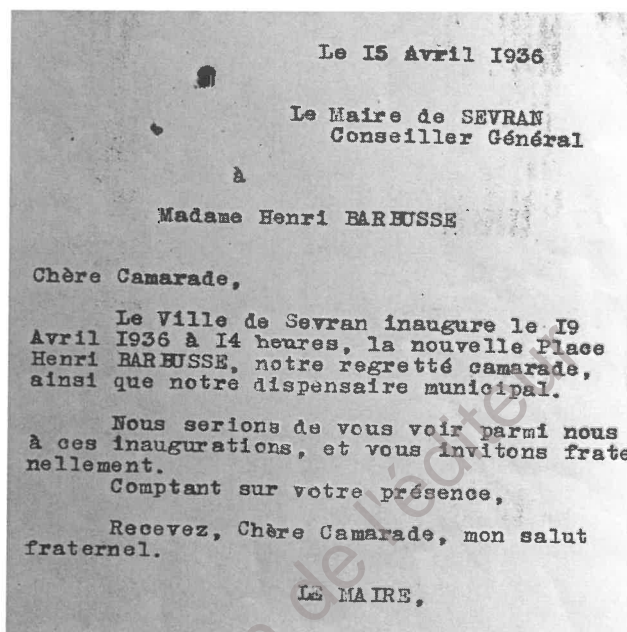 Le I5 Avril I936
Le Maire de SEVRAN
Conseiller Général
à
Madame Henri BARBUSSE
Chère Camarade,
Le Ville de Sevran inaugure le I9
Avril I936 à I4 heures, la nouvelle Place
Henri BARBUSSE, notre regretté camarade,
ainsi que notre dispensaire municipal.
Nous serions de vous voir parmi nous
à ces inaugurations, et vous invitons frate
nellement.
Comptant sur votre présence,
Recevez, Chère Camarade, mon salut
fraternel.
LE MAIRE,
de l'éditeur